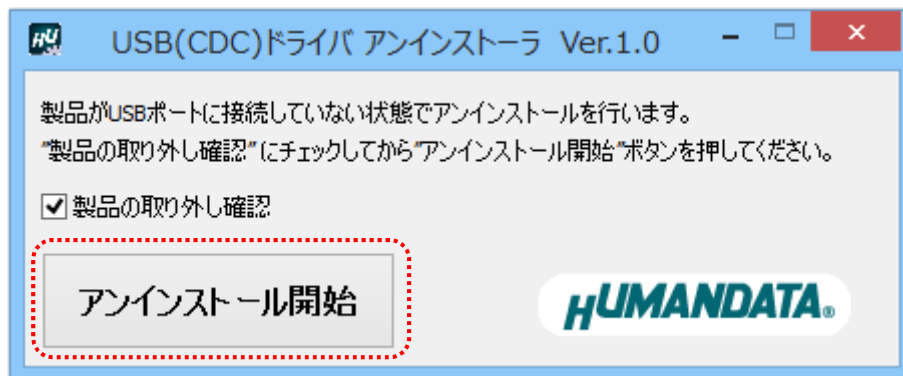 HU
USB(CDC)ドライバ アンインストーラ Ver.1.0
製品がUSBポートに接続していない状態でアンインストールを行います。
"製品の取り外し確認"にチェックしてから"アンインストール開始"ボタンを押してください。
製品の取り外し確認
アンインストール開始
HUMANDATA®